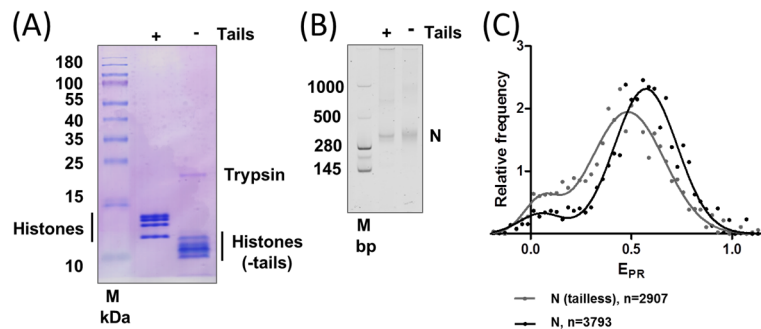 (A)
+ - Tails
180
100
55
40
35
25
15
10
Trypsin
Histones
Histones
(-tails)
M
kDa
(B)
+ - Tails
1000
500
280
145
N
M
bp
(C)
Relative frequency
3
2
1
0
0.0 0.5 1.0
EPR
N (tailless), n=2907
N, n=3793